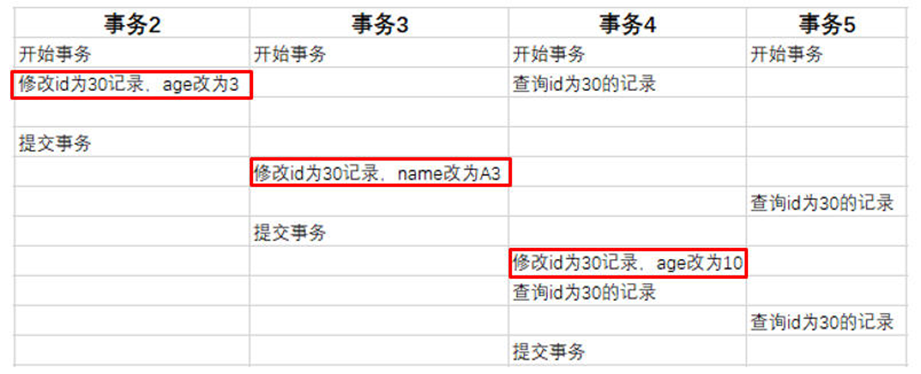 事务2 事务3 事务4 事务5
开始事务 开始事务 开始事务 开始事务
修改id为30记录，age改为3 查询id为30的记录
提交事务
修改id为30记录，name改为A3
查询id为30的记录
提交事务
修改id为30记录，age改为10
查询id为30的记录
查询id为30的记录
提交事务